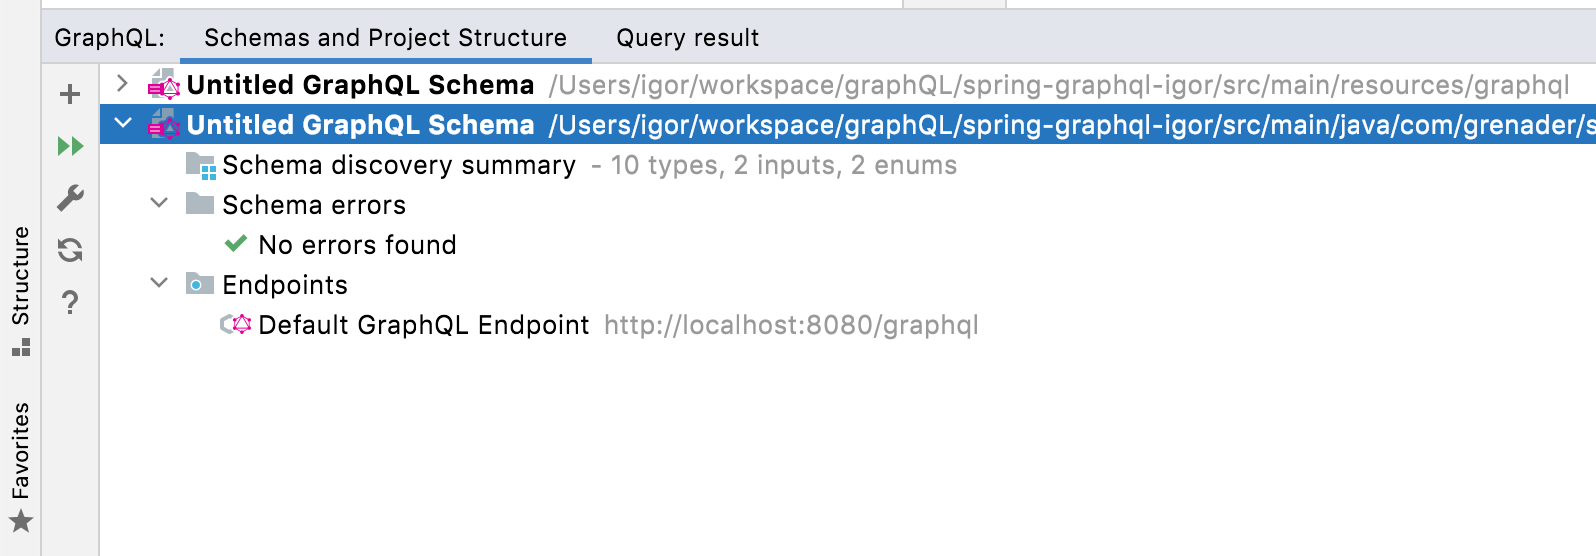 GraphQL: Schemas and Project Structure Query result
Untitled GraphQL Schema /Users/igor/workspace/graphQL/spring-graphql-igor/src/main/resources/graphql
Untitled GraphQL Schema /Users/igor/workspace/graphQL/spring-graphql-igor/src/main/java/com/grenader/s
Schema discovery summary - 10 types, 2 inputs, 2 enums
Schema errors
No errors found
Endpoints
Default GraphQL Endpoint http://localhost:8080/graphql
Structure
Favorites